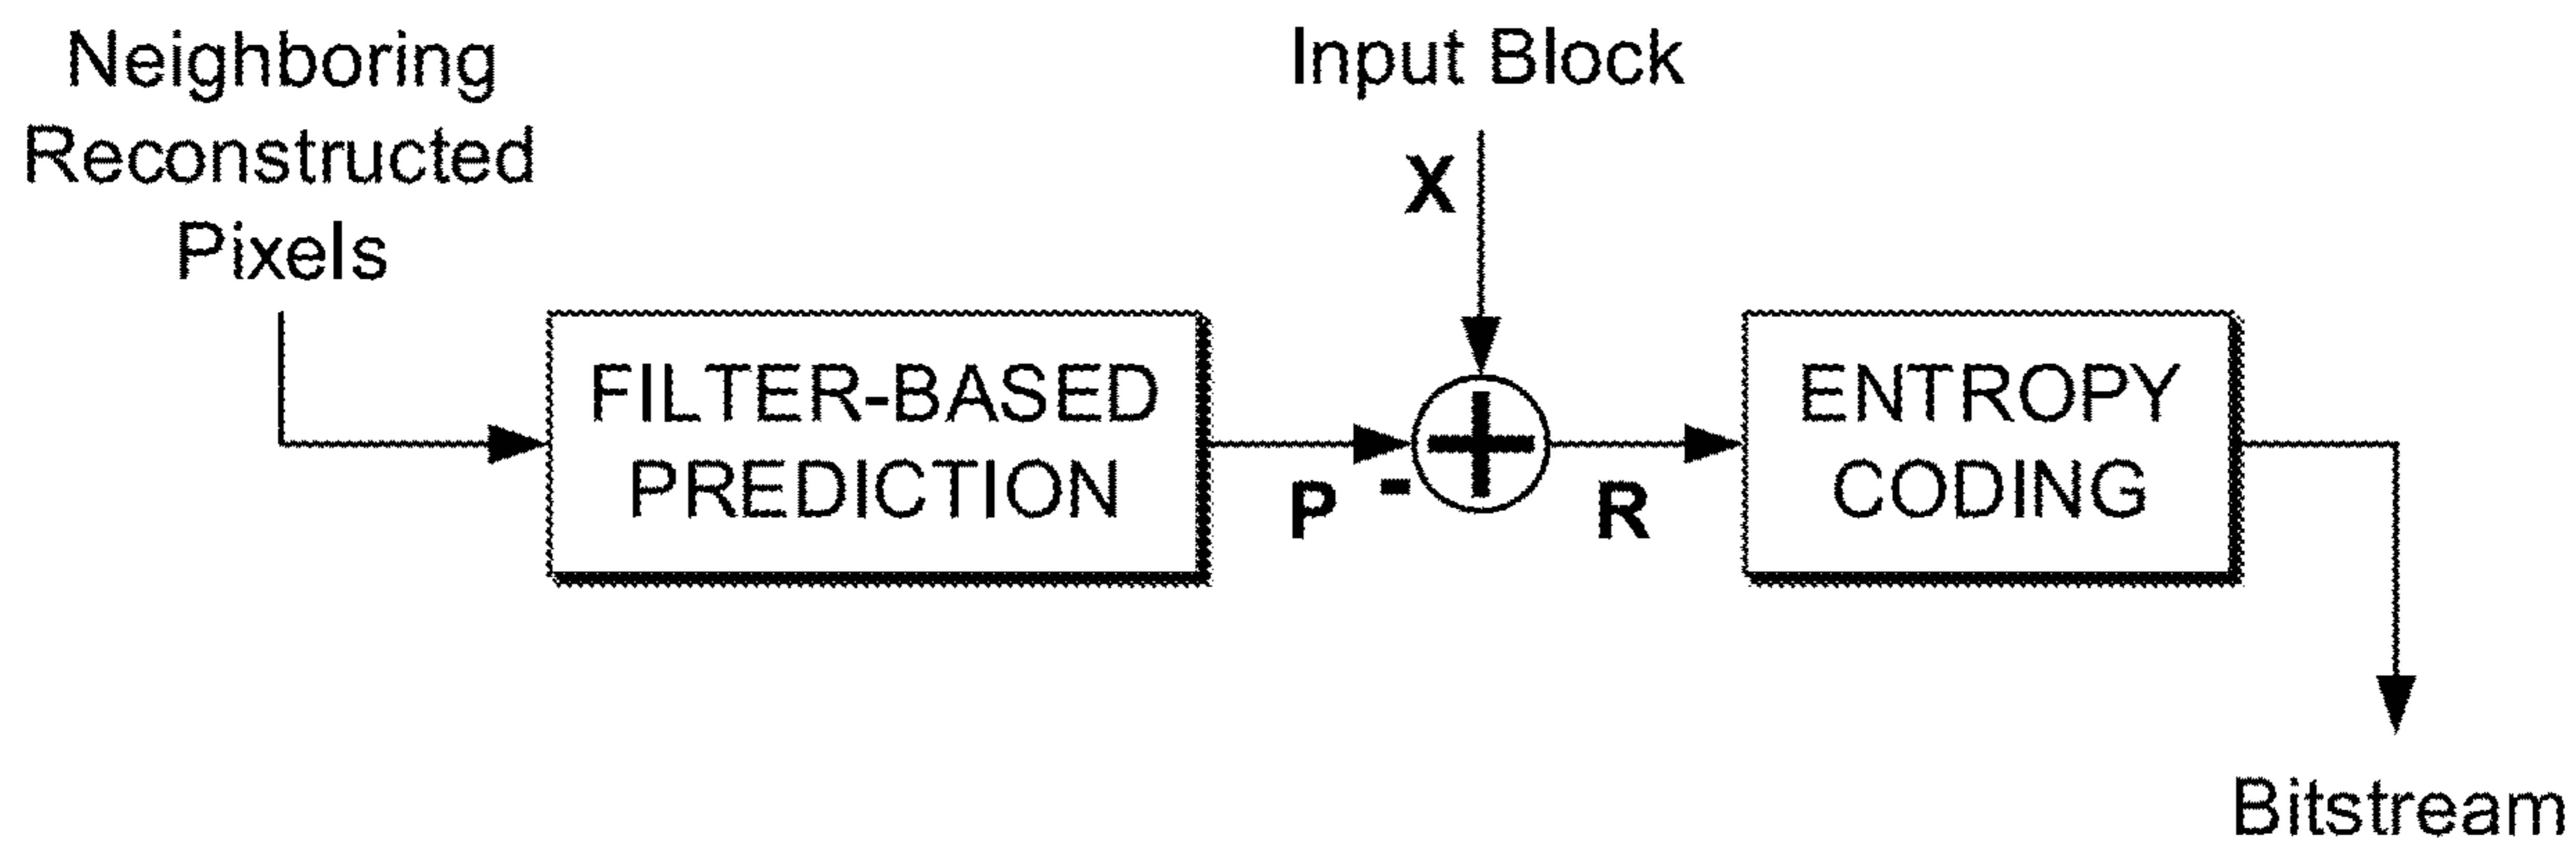 Neighboring
Reconstructed
Pixels
Input Block
X
FILTER-BASED
PREDICTION
P -
+
R
ENTROPY
CODING
Bitstream